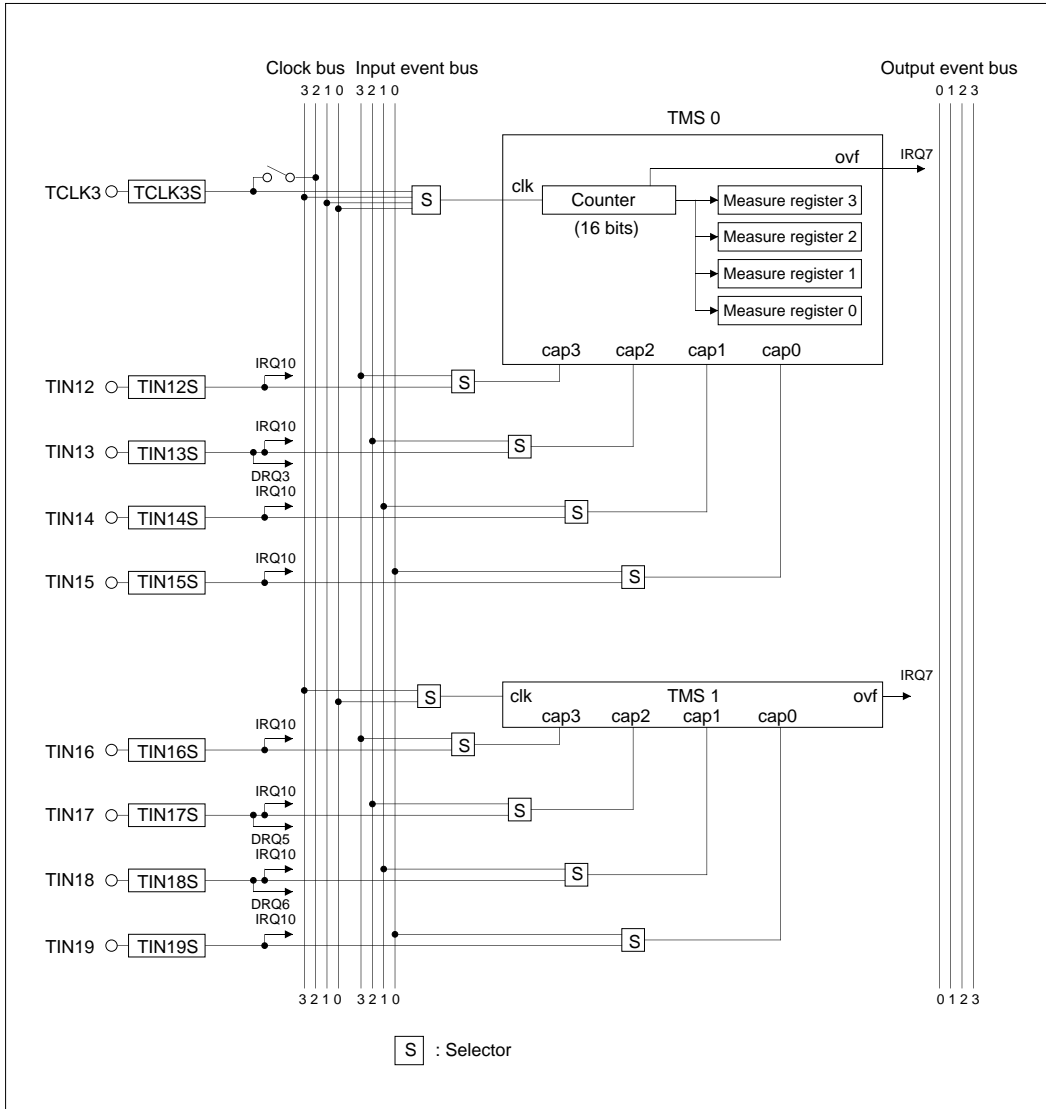 Clock bus Input event bus Output event bus
3 2 1 0 3 2 1 0 0 1 2 3
TMS 0
ovf IRQ7
TCLK3 TCLK3S S clk Counter Measure register 3
(16 bits) Measure register 2
Measure register 1
Measure register 0
cap3 cap2 cap1 cap0
IRQ10
TIN12 TIN12S S
IRQ10
TIN13 TIN13S S
DRQ3
IRQ10
TIN14 TIN14S S
IRQ10
TIN15 TIN15S S
IRQ7
S clk TMS 1 ovf
cap3 cap2 cap1 cap0
IRQ10
TIN16 TIN16S S
IRQ10
TIN17 TIN17S S
DRQ5
IRQ10
TIN18 TIN18S S
DRQ6
IRQ10
TIN19 TIN19S S
3 2 1 0 3 2 1 0 0 1 2 3
S : Selector